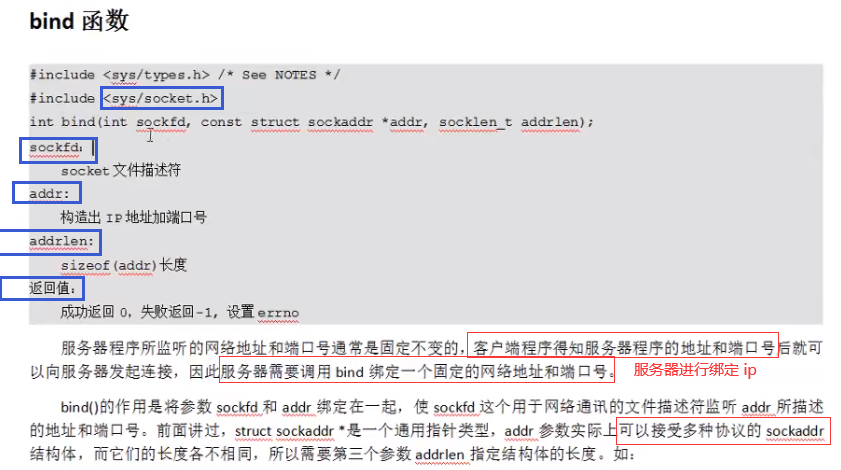 bind 函数
#include <sys/types.h> /* See NOTES */
#include <sys/socket.h>
int bind(int sockfd, const struct sockaddr *addr, socklen_t addrlen);
sockfd:
socket 文件描述符
addr:
构造出 IP 地址加端口号
addrlen:
sizeof(addr)长度
返回值:
成功返回 0，失败返回-1, 设置 errno
服务器程序所监听的网络地址和端口号通常是固定不变的，客户端程序得知服务器程序的地址和端口号后就可
以向服务器发起连接，因此服务器需要调用 bind 绑定一个固定的网络地址和端口号。 服务器进行绑定 ip
bind()的作用是将参数 sockfd 和 addr 绑定在一起，使 sockfd 这个用于网络通讯的文件描述符监听 addr 所描述
的地址和端口号。前面讲过，struct sockaddr *是一个通用指针类型，addr 参数实际上可以接受多种协议的 sockaddr
结构体，而它们的长度各不相同，所以需要第三个参数 addrlen 指定结构体的长度。如：